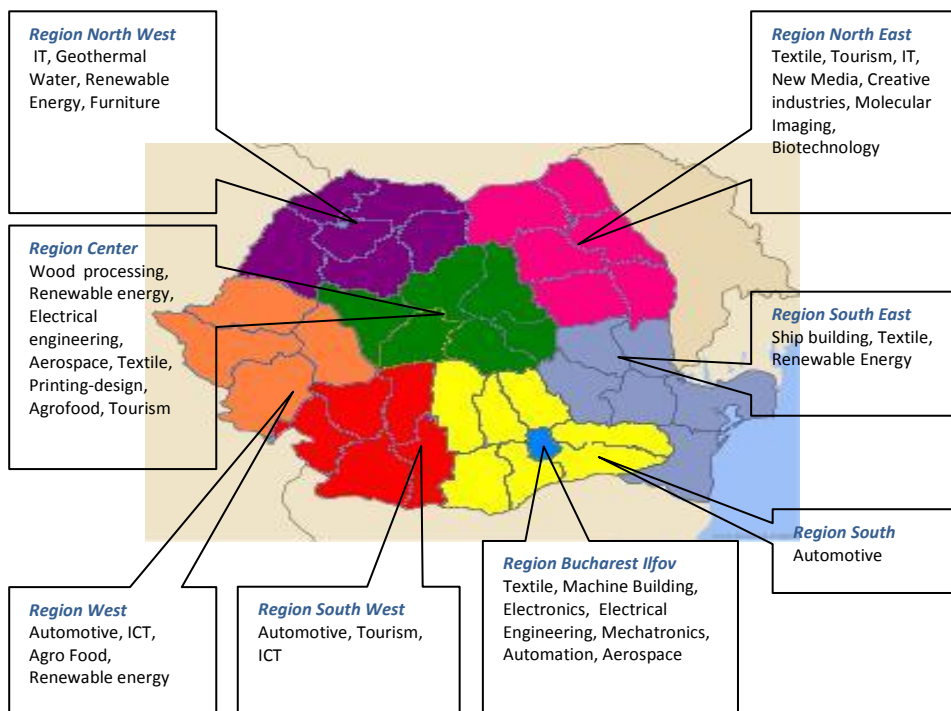 Region North West
IT, Geothermal
Water, Renewable
Energy, Furniture
Region North East
Textile, Tourism, IT,
New Media, Creative
industries, Molecular
Imaging,
Biotechnology
Region Center
Wood processing,
Renewable energy,
Electrical
engineering,
Aerospace, Textile,
Printing-design,
Agrofood, Tourism
Region South East
Ship building, Textile,
Renewable Energy
Region South
Automotive
Region West
Automotive, ICT,
Agro Food,
Renewable energy
Region South West
Automotive, Tourism,
ICT
Region Bucharest Ilfov
Textile, Machine Building,
Electronics, Electrical
Engineering, Mechatronics,
Automation, Aerospace